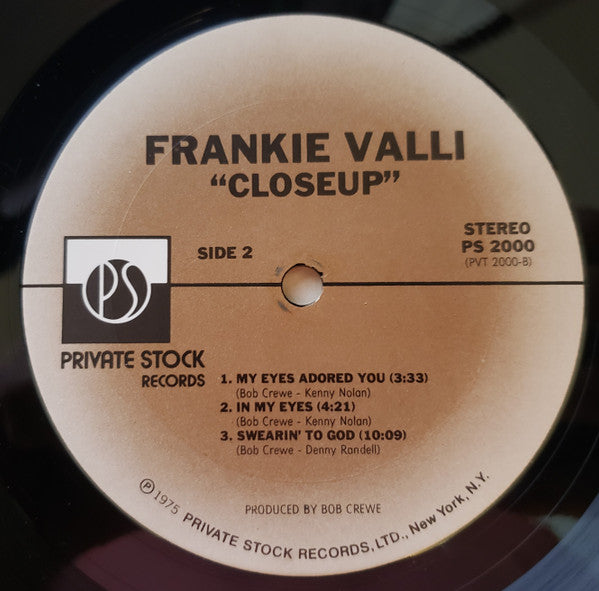 FRANKIE VALLI
"CLOSEUP"
SIDE 2
STEREO
PS 2000
(PVT 2000-B)
PS
PRIVATE STOCK
RECORDS
1. MY EYES ADORED YOU (3:33)
(Bob Crewe - Kenny Nolan)
2. IN MY EYES (4:21)
(Bob Crewe - Kenny Nolan)
3. SWEARIN' TO GOD (10:09)
(Bob Crewe - Denny Randell)
PRODUCED BY BOB CREWE
℗1975 PRIVATE STOCK RECORDS, LTD., New York, N.Y.